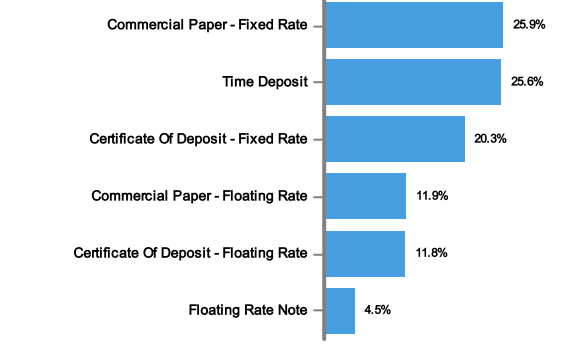 Commercial Paper - Fixed Rate 25.9%
Time Deposit 25.6%
Certificate Of Deposit - Fixed Rate 20.3%
Commercial Paper - Floating Rate 11.9%
Certificate Of Deposit - Floating Rate 11.8%
Floating Rate Note 4.5%